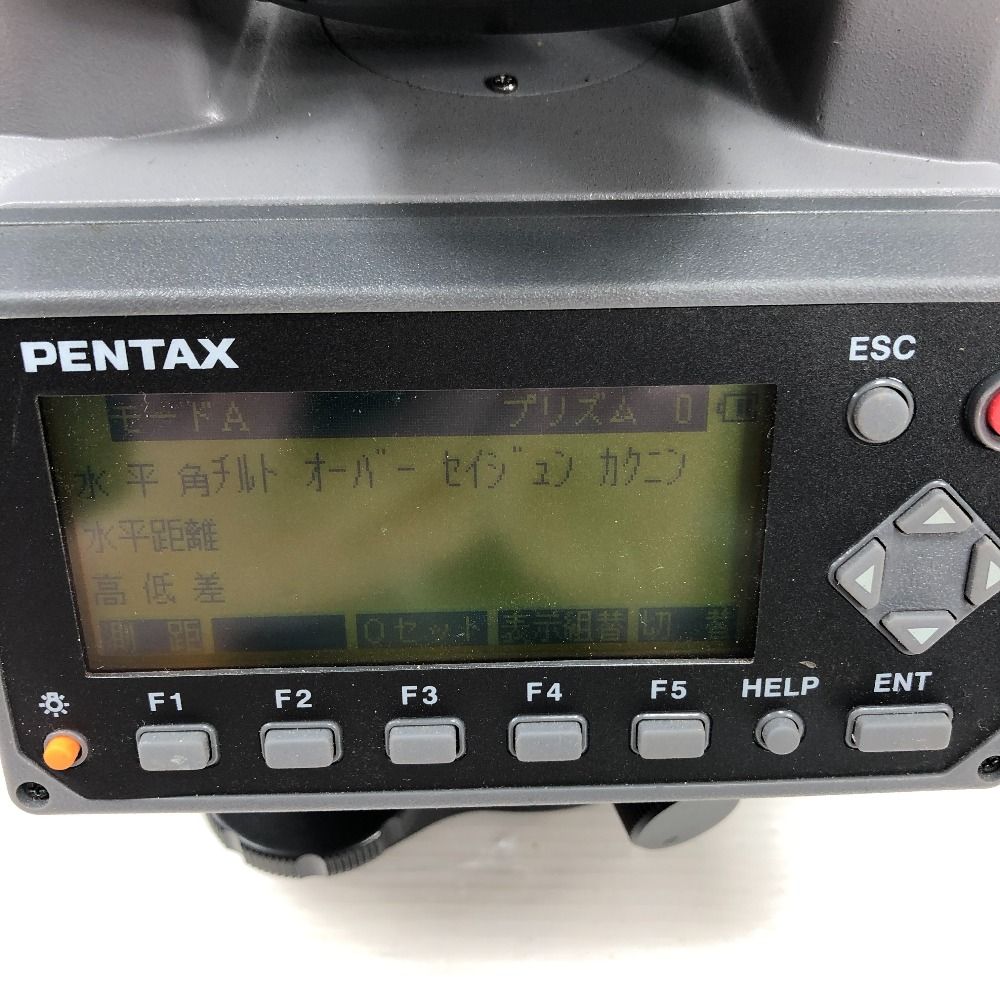 PENTAX
ESC
モードA プリズム 0
水 平 角ﾁﾙﾄ ｵｰﾊﾞｰ ｾｲｼﾞｭﾝ ｶｸﾆﾝ
水平距離
高 低 差
測 距 0セット 表示組替 切 替
F1 F2 F3 F4 F5 HELP ENT